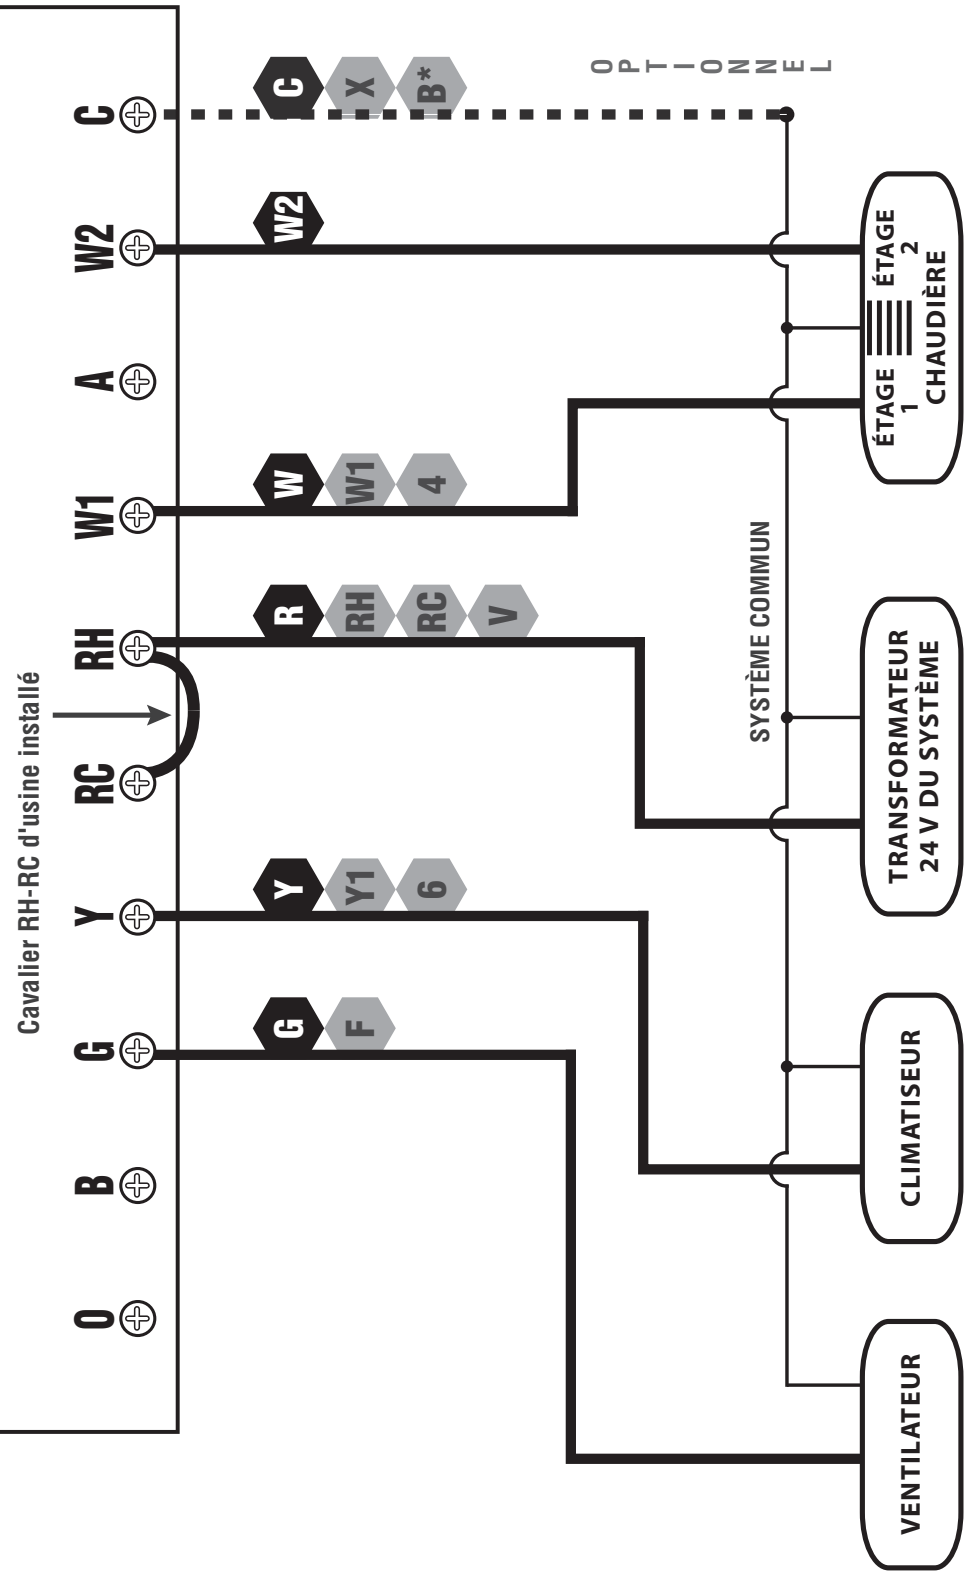 Cavalier RH-RC d'usine installé
O
B
G
Y
RC
RH
W1
A
W2
C
G
F
Y
Y1
6
R
RH
RC
V
W
W1
4
W2
C
X
B*
OPTIONNEL
SYSTÈME COMMUN
VENTILATEUR
CLIMATISEUR
TRANSFORMATEUR
24 V DU SYSTÈME
ÉTAGE
1
ÉTAGE
2
CHAUDIÈRE